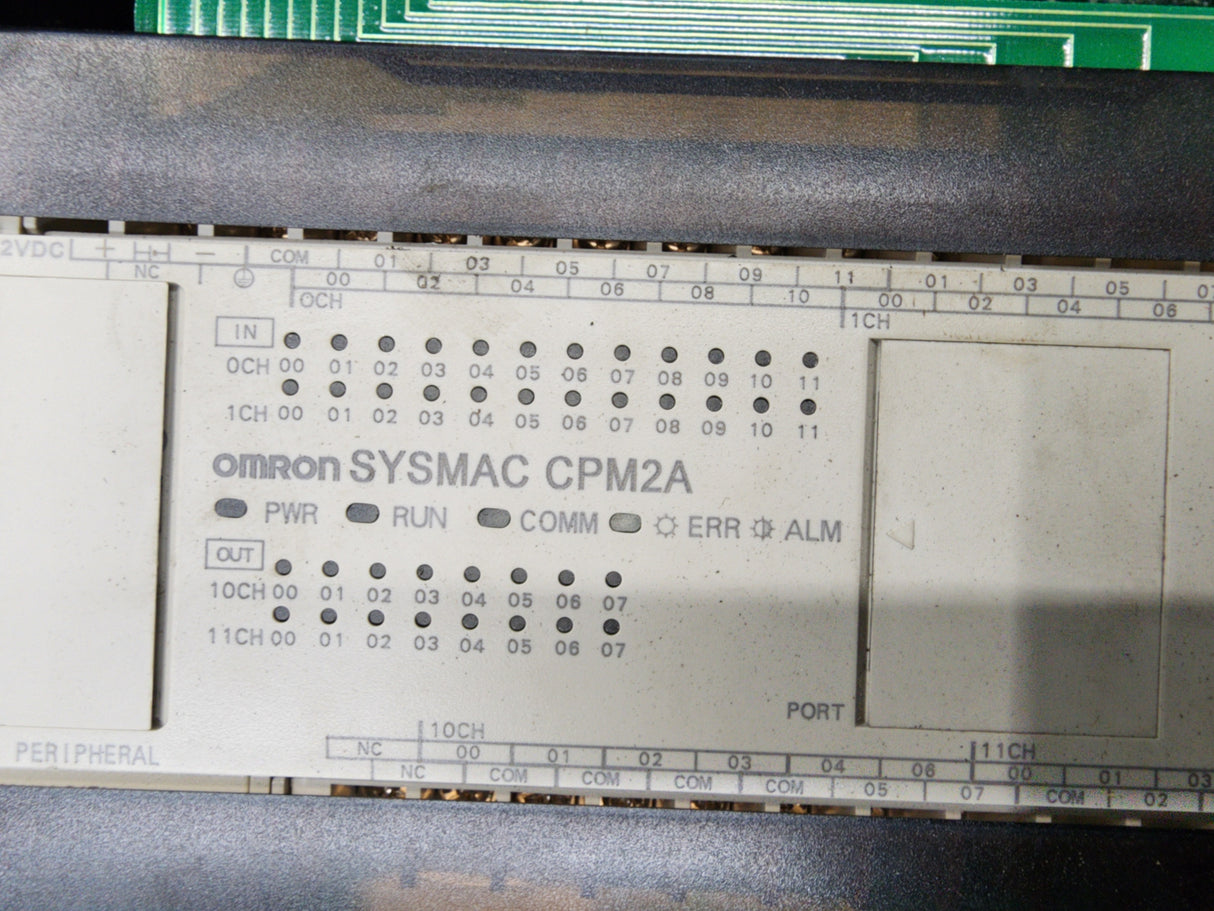 2VDC + − COM 01 03 05 07 09 11 01 03 05
NC 00 02 04 06 08 10 00 02 04 06
0CH 1CH
IN
0CH 00 01 02 03 04 05 06 07 08 09 10 11
1CH 00 01 02 03 04 05 06 07 08 09 10 11
omron SYSMAC CPM2A
PWR RUN COMM ERR ALM
OUT
10CH 00 01 02 03 04 05 06 07
11CH 00 01 02 03 04 05 06 07
PORT
PERIPHERAL
10CH 11CH
NC 00 01 02 03 04 06 00 01 03
NC COM COM COM COM 05 07 COM 02